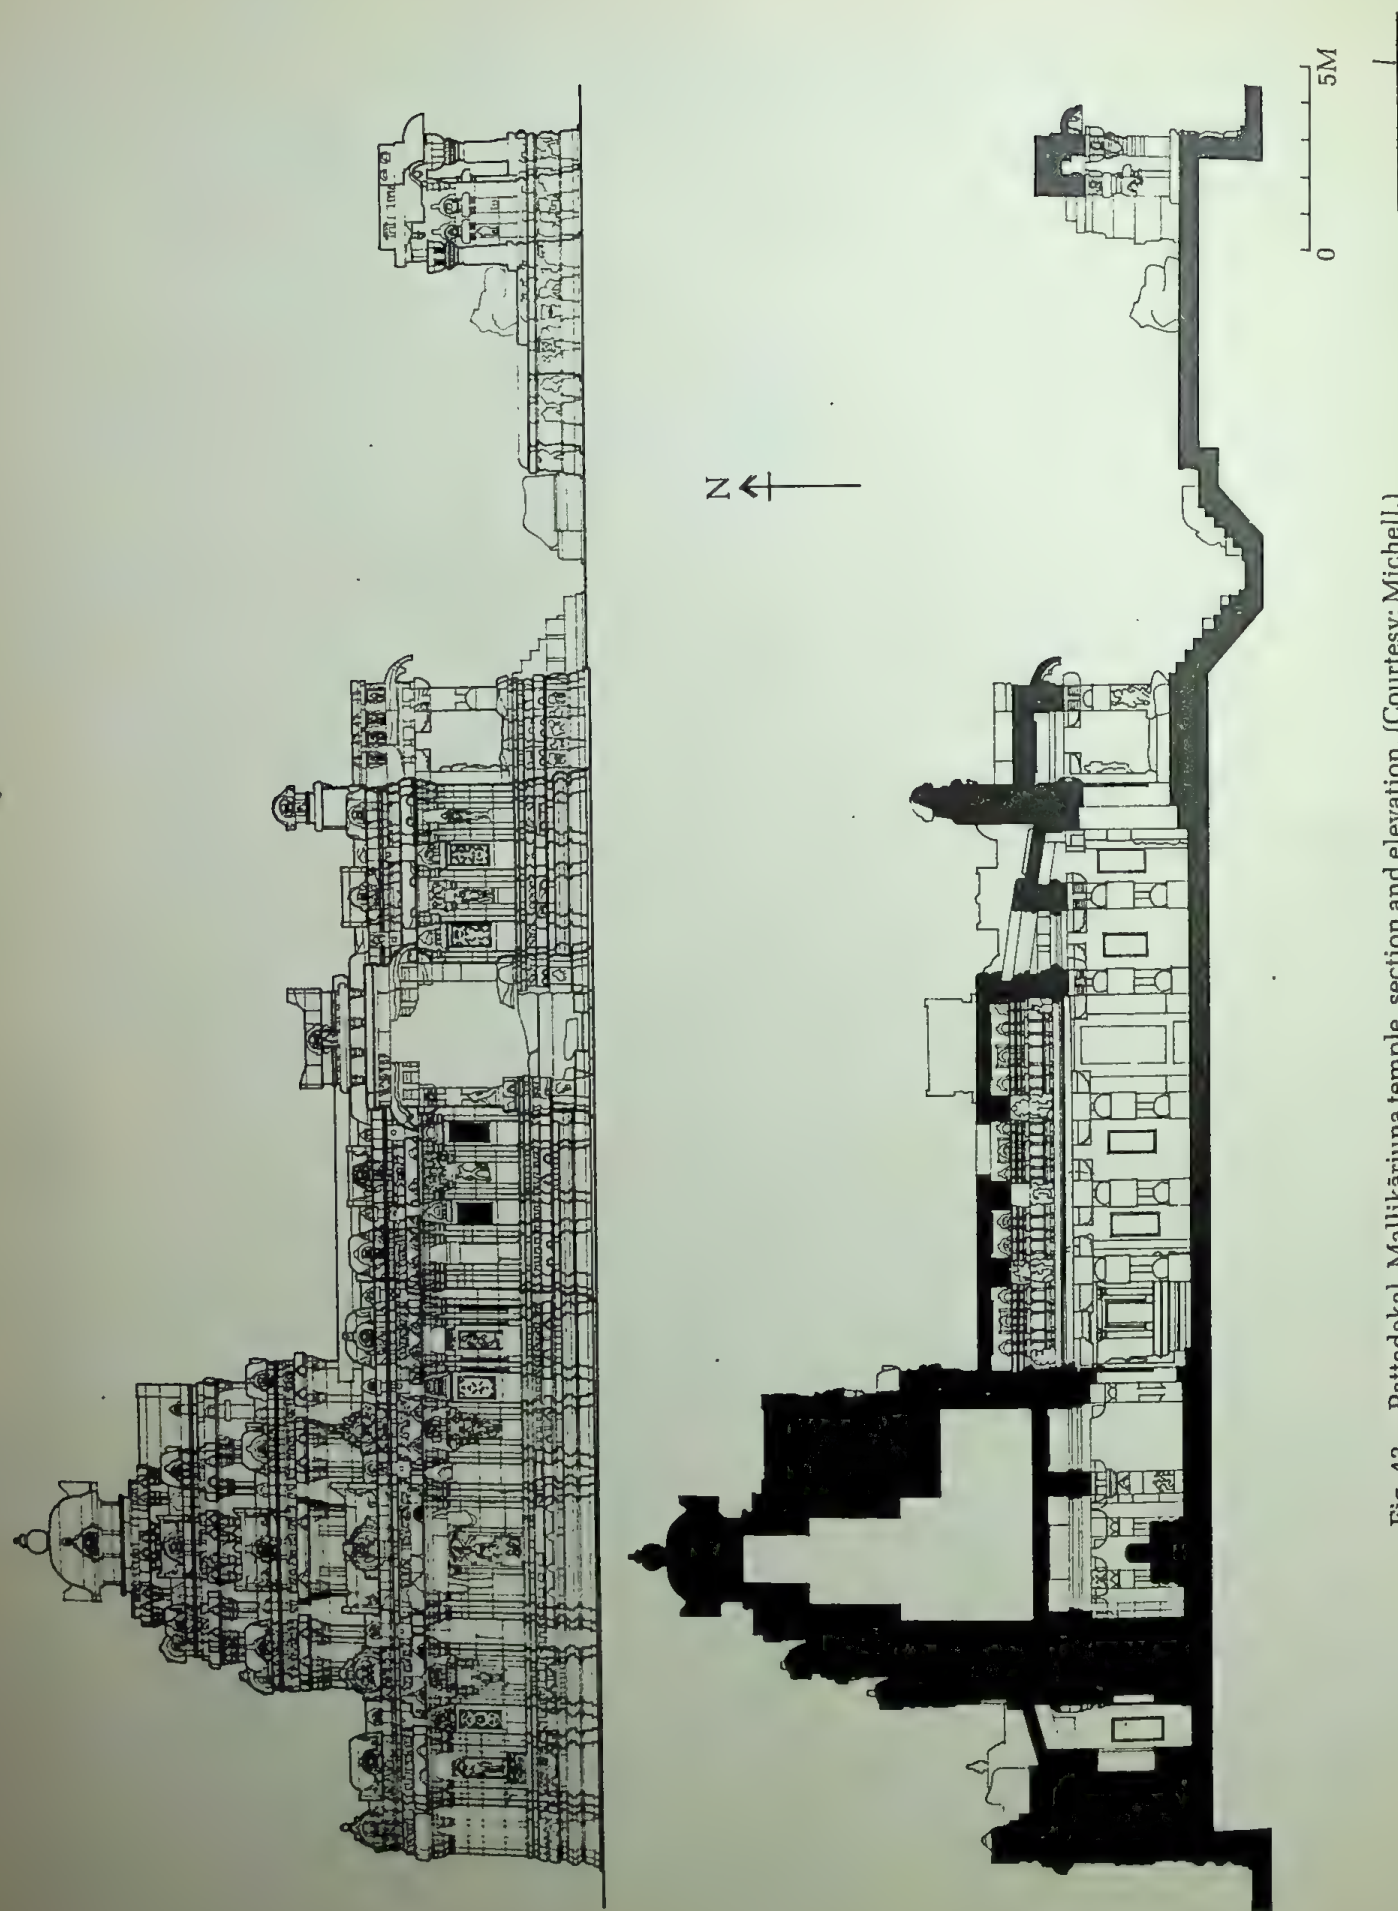 N
0 5M
Fig. 43. Pattadakal, Mallikārjuna temple, section and elevation. (Courtesy: Michell.)